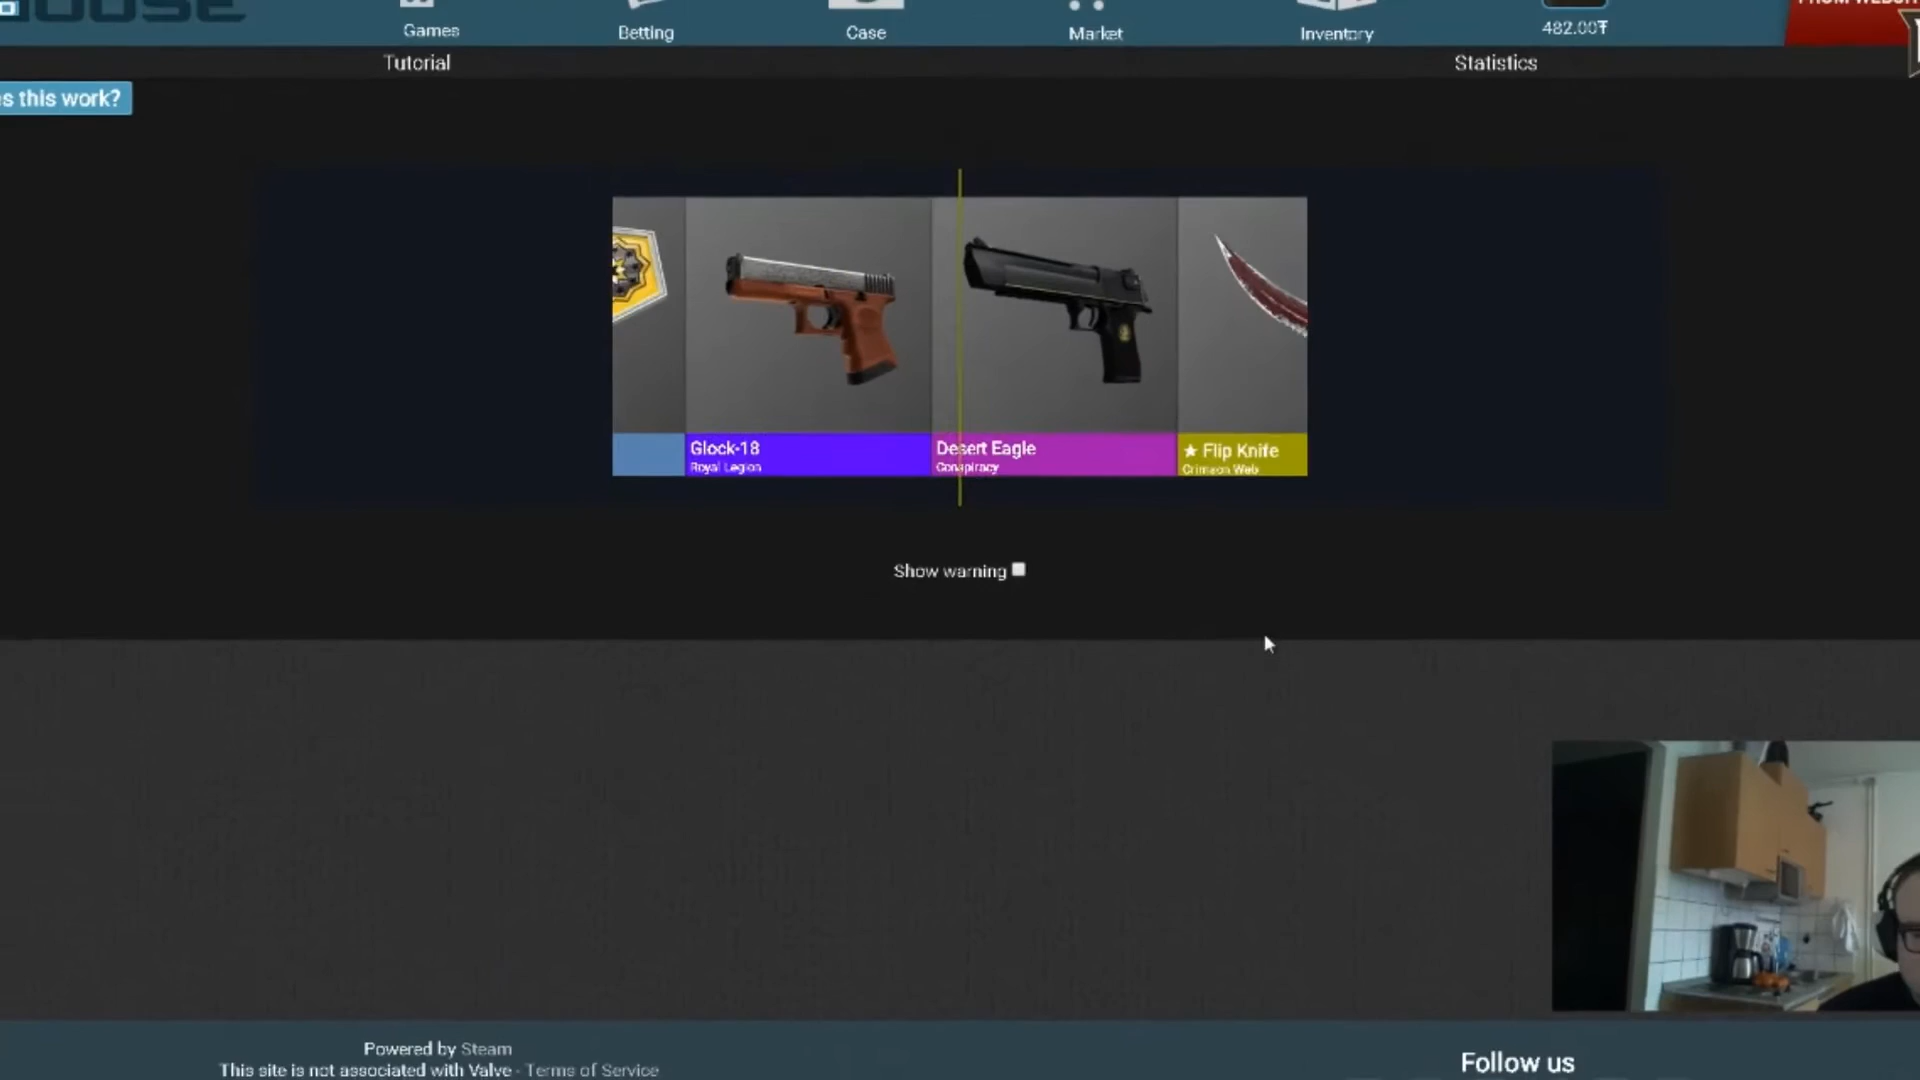 Games
Betting
Case
Market
Inventory
482.00₮
Tutorial
Statistics
this work?
Glock-18
Royal Legion
Desert Eagle
Conspiracy
★ Flip Knife
Crimson Web
Show warning
Powered by Steam
This site is not associated with Valve - Terms of Service
Follow us